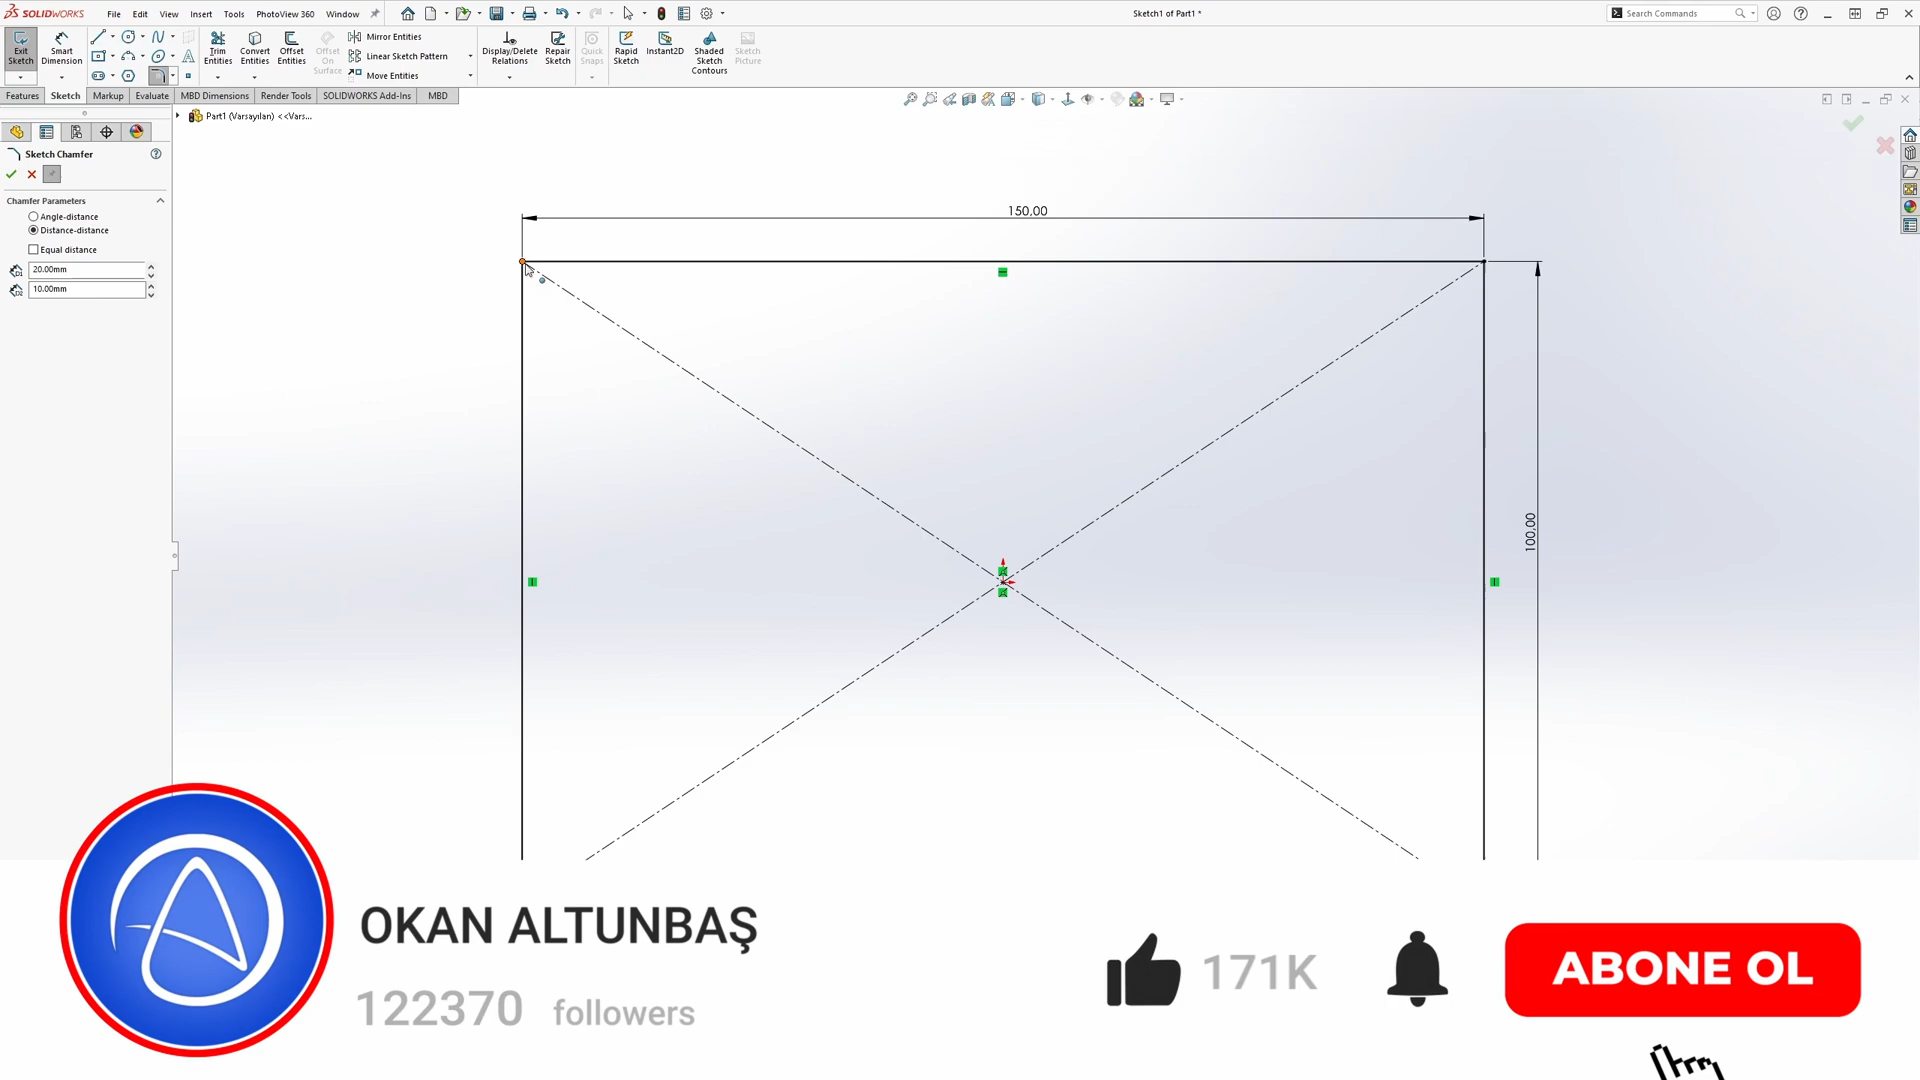 SOLIDWORKS File Edit View Insert Tools PhotoView 360 Window
Sketch1 of Part1 *
Search Commands
Exit Sketch
Smart Dimension
Trim Entities
Convert Entities
Offset Entities
Offset On Surface
Mirror Entities
Linear Sketch Pattern
Move Entities
Display/Delete Relations
Repair Sketch
Quick Snaps
Rapid Sketch
Instant2D
Shaded Sketch Contours
Sketch Picture
Features Sketch Markup Evaluate MBD Dimensions Render Tools SOLIDWORKS Add-Ins MBD
Part1 (Varsayılan) <<Vars...
Sketch Chamfer
Chamfer Parameters
Angle-distance
Distance-distance
Equal distance
20.00mm
10.00mm
150,00
100,00
OKAN ALTUNBAŞ
122370 followers
171K
ABONE OL